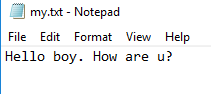 my.txt - Notepad
File Edit Format View Help
Hello boy. How are u?